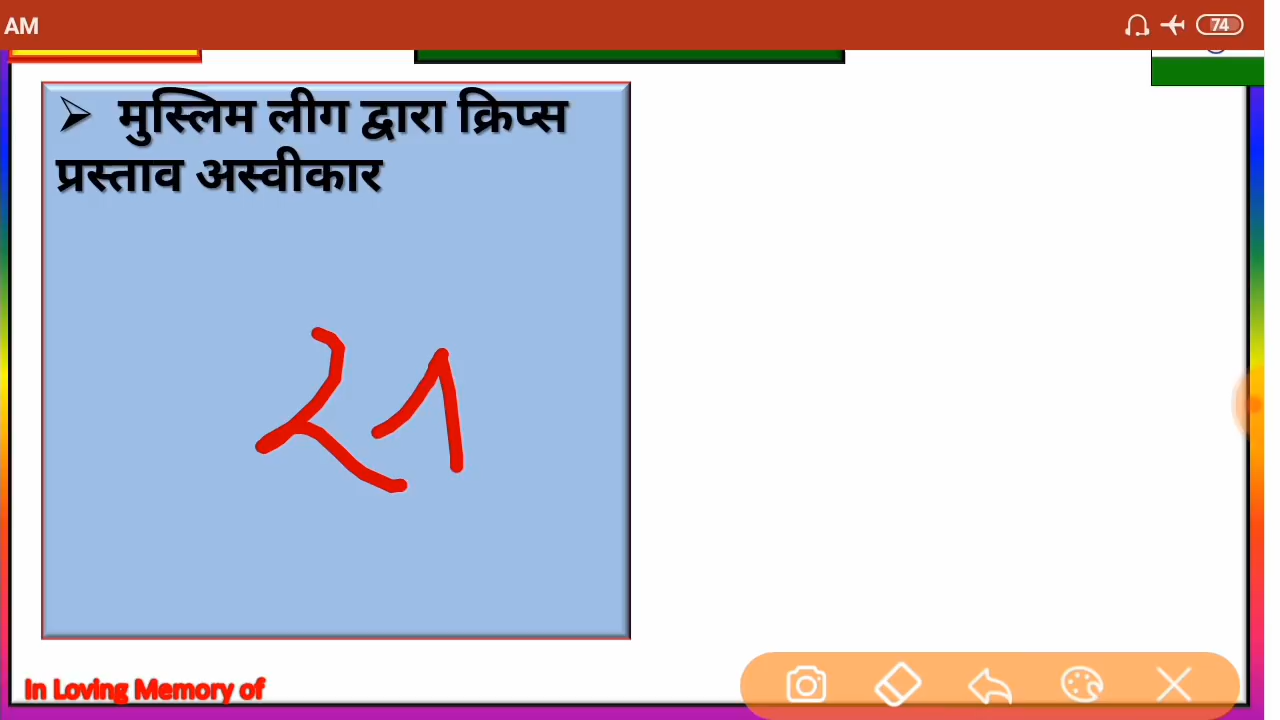 AM
74
➢ मुस्लिम लीग द्वारा क्रिप्स
प्रस्ताव अस्वीकार
21
In Loving Memory of